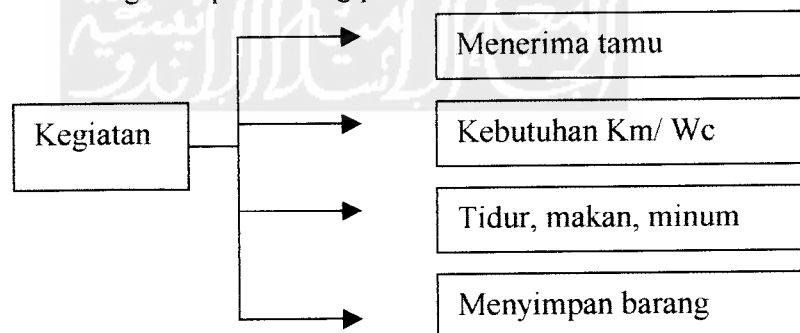 Kegiatan
Menerima tamu
Kebutuhan Km/ Wc
Tidur, makan, minum
Menyimpan barang